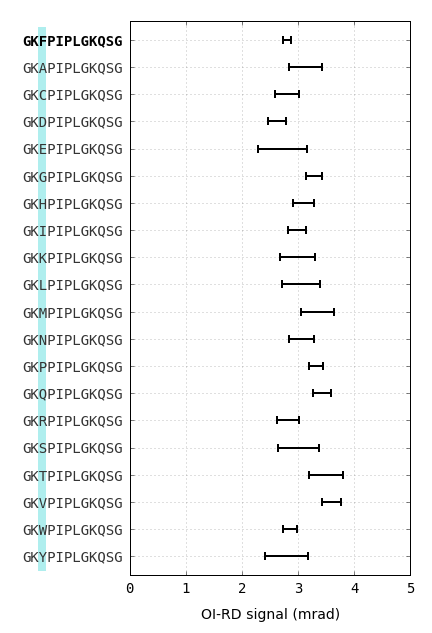 GKFPIPLGKQSG
GKAPIPLGKQSG
GKCPIPLGKQSG
GKDPIPLGKQSG
GKEPIPLGKQSG
GKGPIPLGKQSG
GKHPIPLGKQSG
GKIPIPLGKQSG
GKKPIPLGKQSG
GKLPIPLGKQSG
GKMPIPLGKQSG
GKNPIPLGKQSG
GKPPIPLGKQSG
GKQPIPLGKQSG
GKRPIPLGKQSG
GKSPIPLGKQSG
GKTPIPLGKQSG
GKVPIPLGKQSG
GKWPIPLGKQSG
GKYPIPLGKQSG
0 1 2 3 4 5
OI-RD signal (mrad)